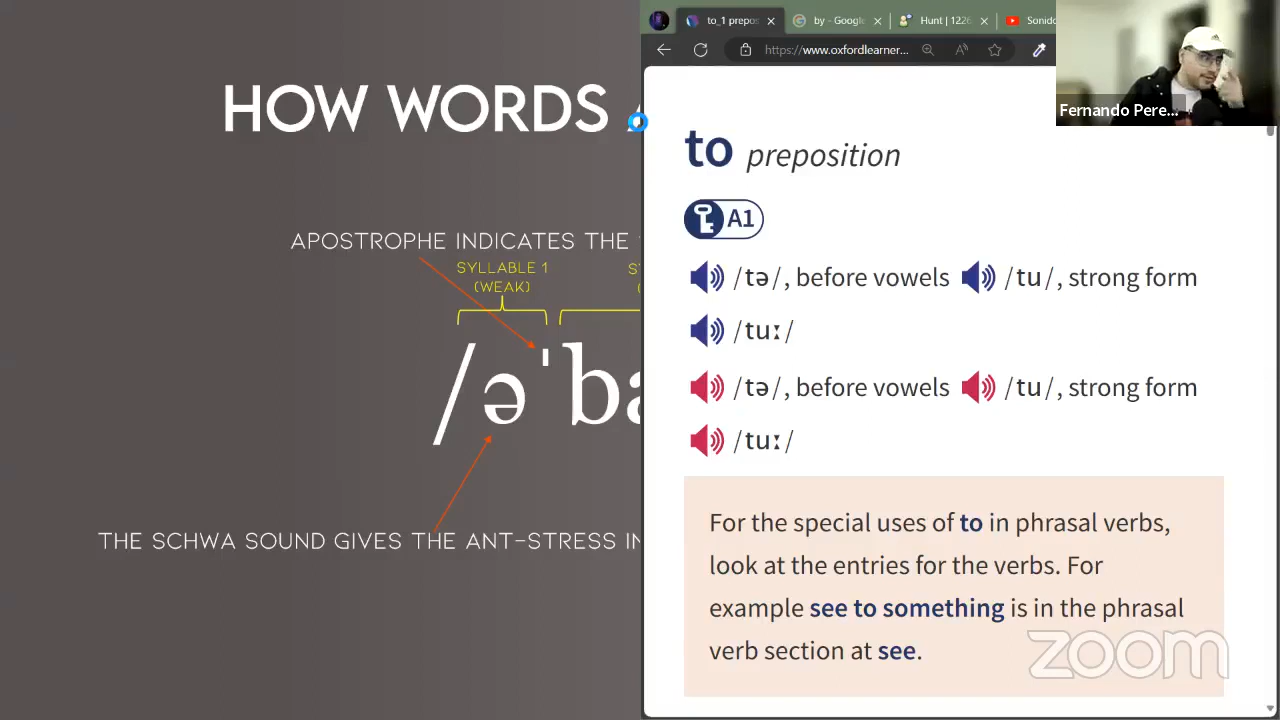 HOW WORDS
APOSTROPHE INDICATES THE
SYLLABLE 1
(WEAK)
/əˈba
THE SCHWA SOUND GIVES THE ANT-STRESS IN
to_1 prepos
by - Google
Hunt | 1226
Sonido
https://www.oxfordlearner...
Fernando Pere...
to preposition
A1
/tə/, before vowels /tu/, strong form
/tuː/
/tə/, before vowels /tu/, strong form
/tuː/
For the special uses of to in phrasal verbs,
look at the entries for the verbs. For
example see to something is in the phrasal
verb section at see.
zoom